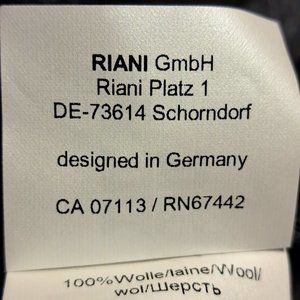 RIANI GmbH
Riani Platz 1
DE-73614 Schorndorf
designed in Germany
CA 07113 / RN67442
100%Wolle/laine/Wool/
wol/Шерсть